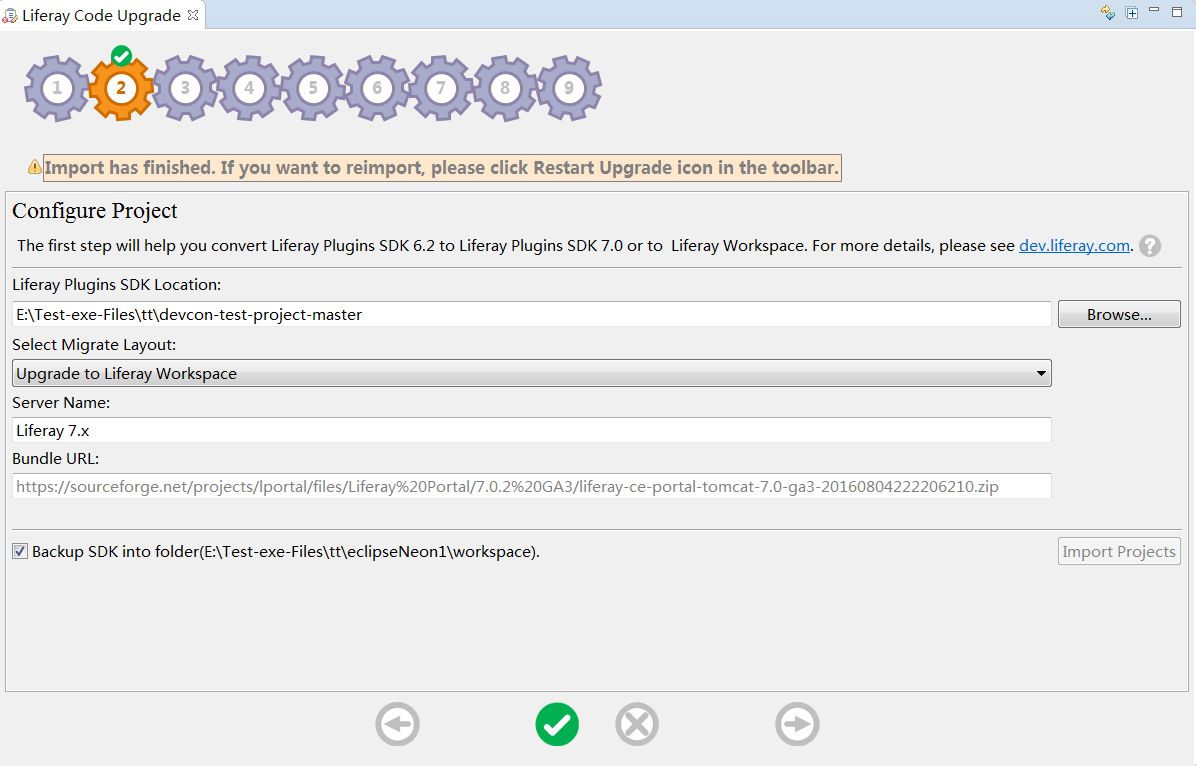 Liferay Code Upgrade
1 2 3 4 5 6 7 8 9
Import has finished. If you want to reimport, please click Restart Upgrade icon in the toolbar.
Configure Project
The first step will help you convert Liferay Plugins SDK 6.2 to Liferay Plugins SDK 7.0 or to  Liferay Workspace. For more details, please see dev.liferay.com. ?
Liferay Plugins SDK Location:
E:\Test-exe-Files\tt\devcon-test-project-master
Browse...
Select Migrate Layout:
Upgrade to Liferay Workspace
Server Name:
Liferay 7.x
Bundle URL:
https://sourceforge.net/projects/lportal/files/Liferay%20Portal/7.0.2%20GA3/liferay-ce-portal-tomcat-7.0-ga3-20160804222206210.zip
Backup SDK into folder(E:\Test-exe-Files\tt\eclipseNeon1\workspace).
Import Projects